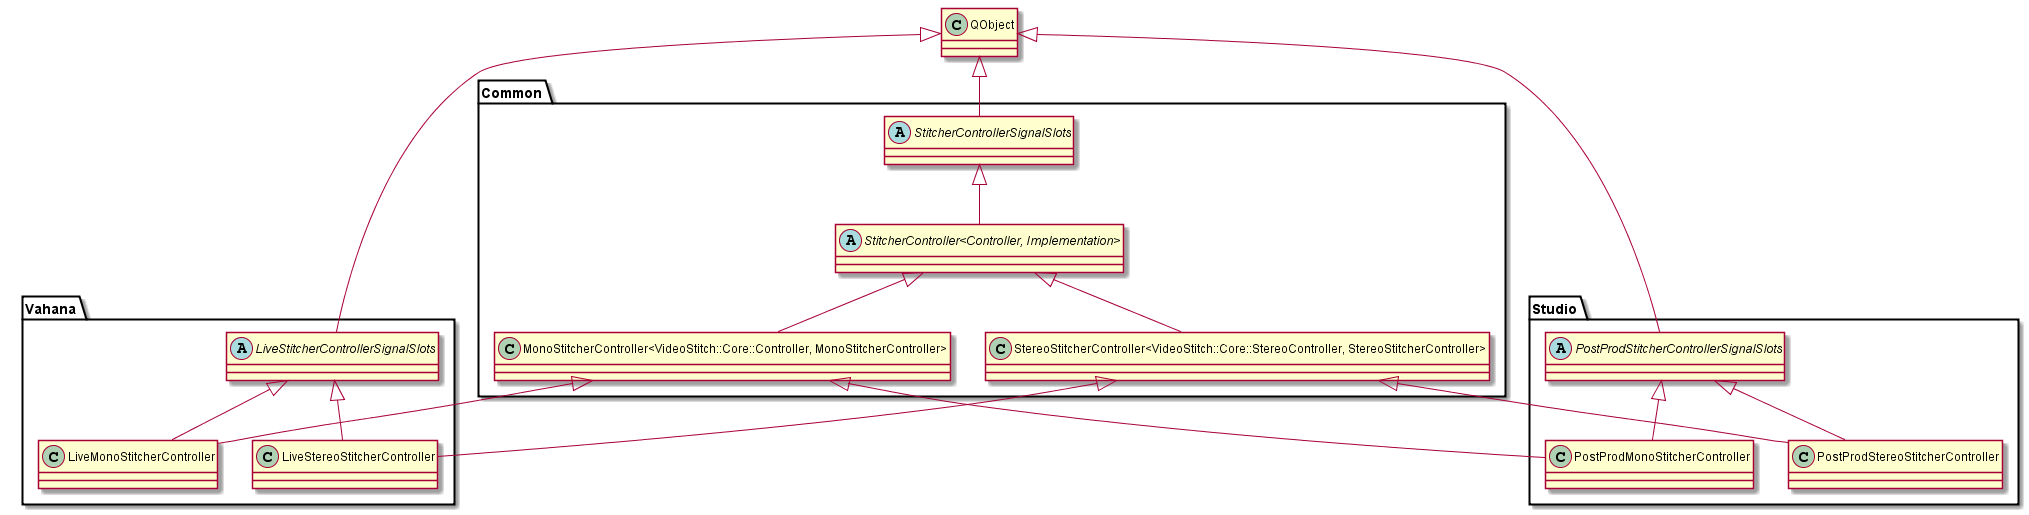 C QObject
Common
A StitcherControllerSignalSlots
A StitcherController<Controller, Implementation>
Vahana
A LiveStitcherControllerSignalSlots
C MonoStitcherController<VideoStitch::Core::Controller, MonoStitcherController>
C StereoStitcherController<VideoStitch::Core::StereoController, StereoStitcherController>
Studio
A PostProdStitcherControllerSignalSlots
C LiveMonoStitcherController
C LiveStereoStitcherController
C PostProdMonoStitcherController
C PostProdStereoStitcherController